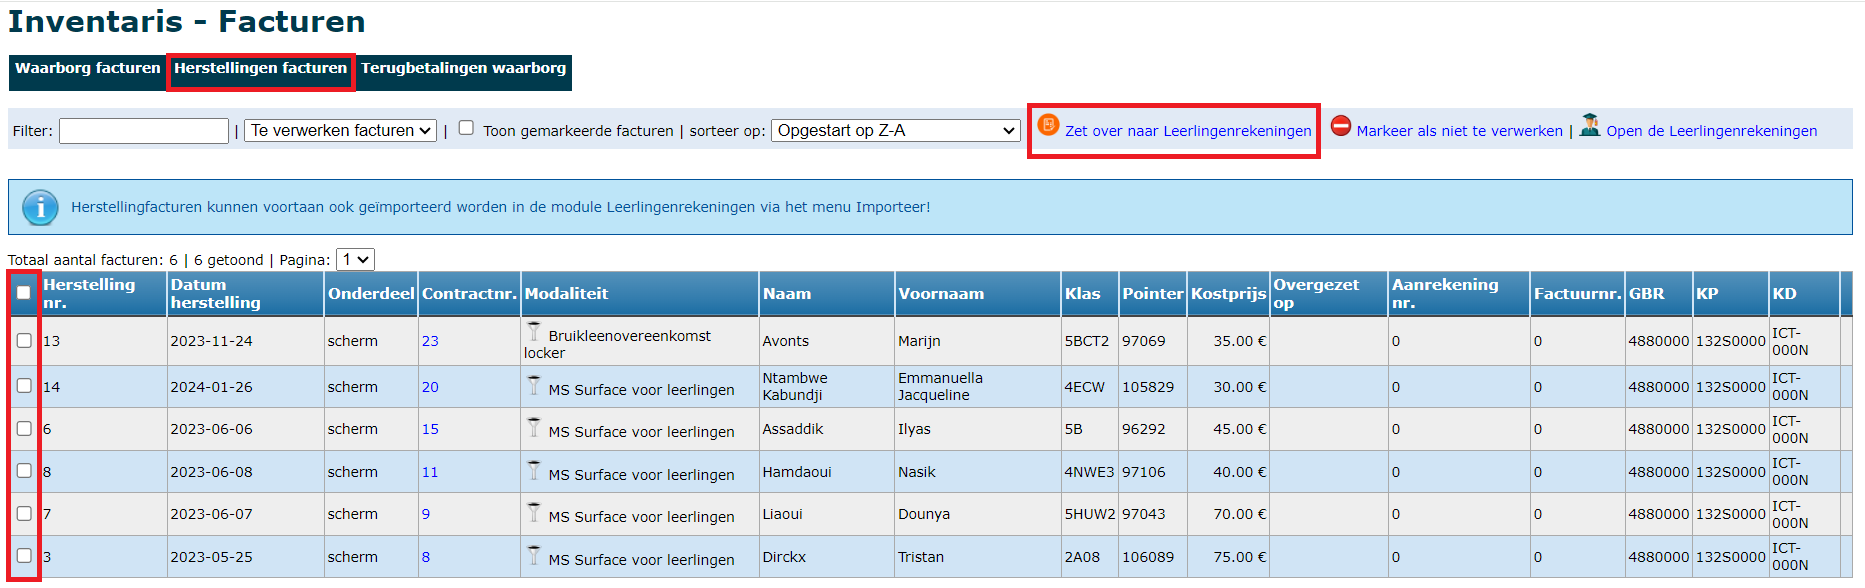 Inventaris - Facturen
Waarborg facturen Herstellingen facturen Terugbetalingen waarborg
Filter: | Te verwerken facturen | Toon gemarkeerde facturen | sorteer op: Opgestart op Z-A Zet over naar Leerlingenrekeningen Markeer als niet te verwerken | Open de Leerlingenrekeningen
Herstellingfacturen kunnen voortaan ook geïmporteerd worden in de module Leerlingenrekeningen via het menu Importeer!
Totaal aantal facturen: 6 | 6 getoond | Pagina: 1
Herstelling nr. Datum herstelling Onderdeel Contractnr. Modaliteit Naam Voornaam Klas Pointer Kostprijs Overgezet op Aanrekening nr. Factuurnr. GBR KP KD
13 2023-11-24 scherm 23 Bruikleenovereenkomst locker Avonts Marijn 5BCT2 97069 35.00 € 0 0 4880000 132S0000 ICT-000N
14 2024-01-26 scherm 20 MS Surface voor leerlingen Ntambwe Kabundji Emmanuella Jacqueline 4ECW 105829 30.00 € 0 0 4880000 132S0000 ICT-000N
6 2023-06-06 scherm 15 MS Surface voor leerlingen Assaddik Ilyas 5B 96292 45.00 € 0 0 4880000 132S0000 ICT-000N
8 2023-06-08 scherm 11 MS Surface voor leerlingen Hamdaoui Nasik 4NWE3 97106 40.00 € 0 0 4880000 132S0000 ICT-000N
7 2023-06-07 scherm 9 MS Surface voor leerlingen Liaoui Dounya 5HUW2 97043 70.00 € 0 0 4880000 132S0000 ICT-000N
3 2023-05-25 scherm 8 MS Surface voor leerlingen Dirckx Tristan 2A08 106089 75.00 € 0 0 4880000 132S0000 ICT-000N